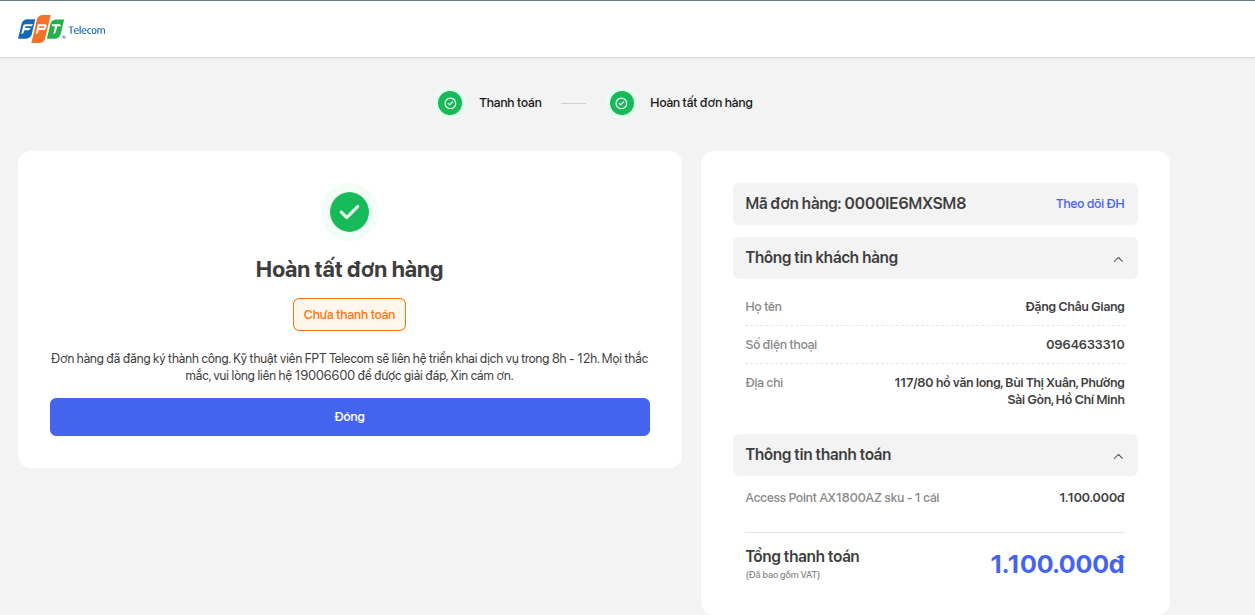 FPT Telecom
Thanh toán
Hoàn tất đơn hàng
Hoàn tất đơn hàng
Chưa thanh toán
Đơn hàng đã đăng ký thành công. Kỹ thuật viên FPT Telecom sẽ liên hệ triển khai dịch vụ trong 8h - 12h. Mọi thắc
mắc, vui lòng liên hệ 19006600 để được giải đáp, Xin cám ơn.
Đóng
Mã đơn hàng: 0000IE6MXSM8
Theo dõi ĐH
Thông tin khách hàng
Họ tên
Đặng Châu Giang
Số điện thoại
0964633310
Địa chỉ
117/80 hồ văn long, Bùi Thị Xuân, Phường
Sài Gòn, Hồ Chí Minh
Thông tin thanh toán
Access Point AX1800AZ sku - 1 cái
1.100.000đ
Tổng thanh toán
(Đã bao gồm VAT)
1.100.000đ